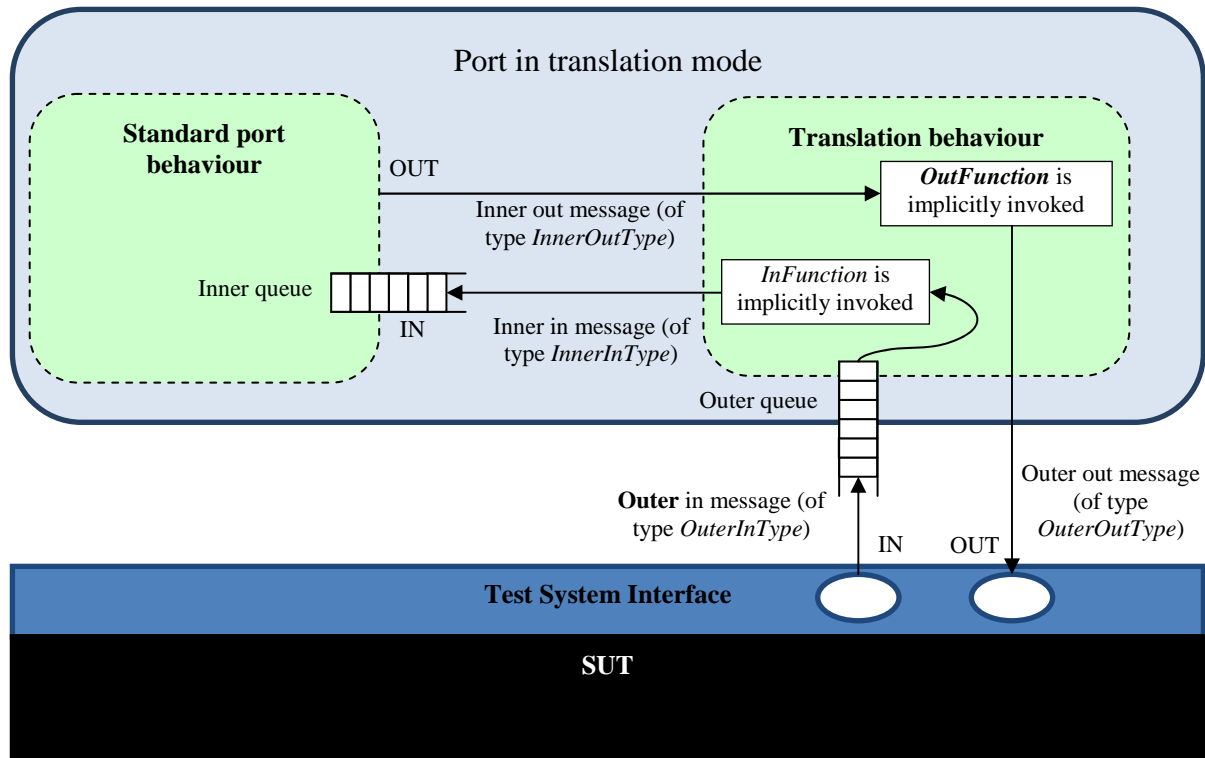 Port in translation mode
Standard port
behaviour
OUT
Inner out message (of
type InnerOutType)
Translation behaviour
OutFunction is
implicitly invoked
Inner queue
IN
Inner in message (of
type InnerInType)
InFunction is
implicitly invoked
Outer queue
Outer in message (of
type OuterInType)
IN
OUT
Outer out message
(of type
OuterOutType)
Test System Interface
SUT